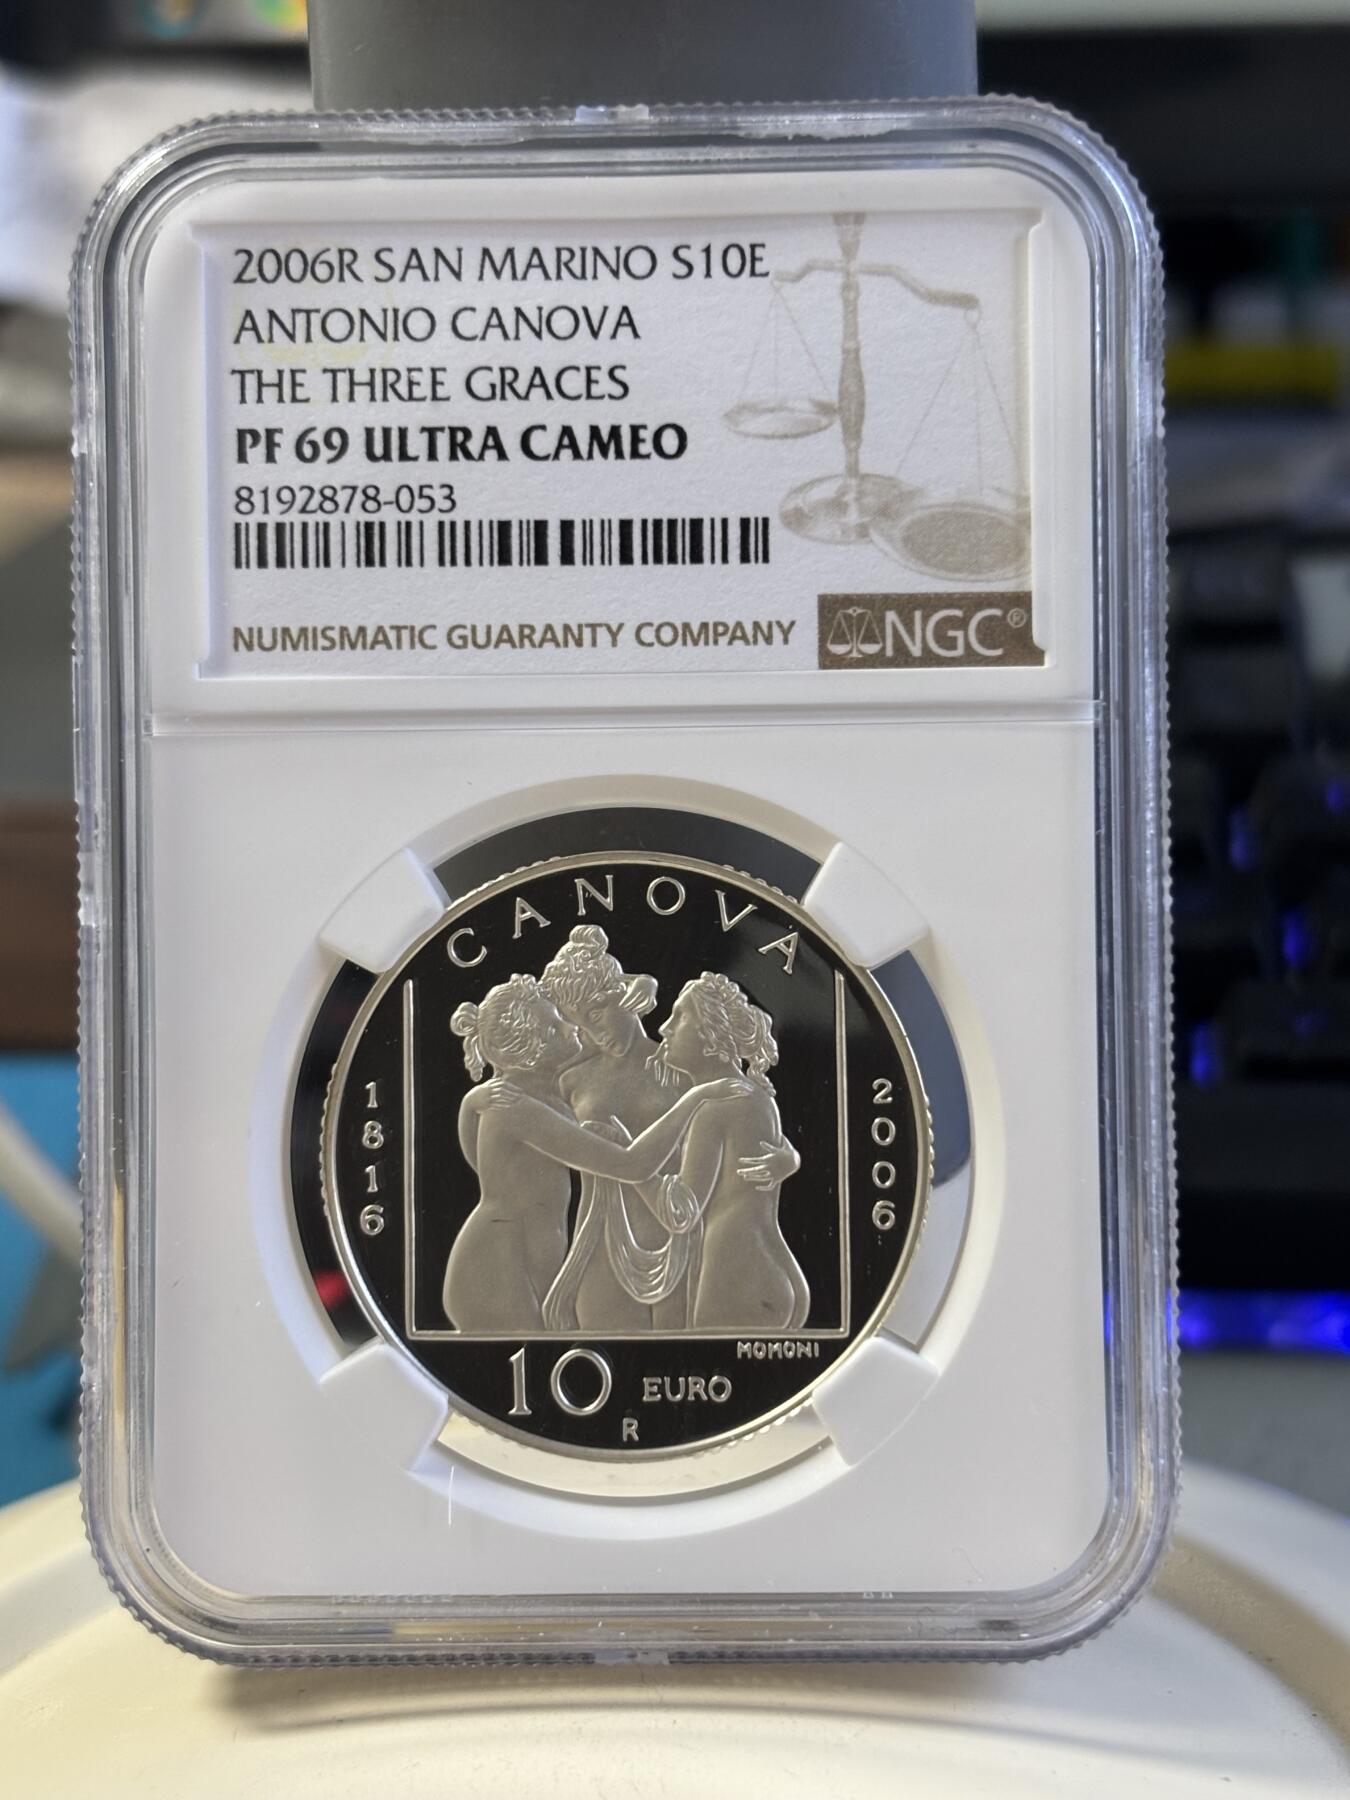 2006R SAN MARINO S10E
ANTONIO CANOVA
THE THREE GRACES
PF 69 ULTRA CAMEO
8192878-053
NUMISMATIC GUARANTY COMPANY
NGC®
CANOVA
1816
2006
MOMONI
10 EURO
R